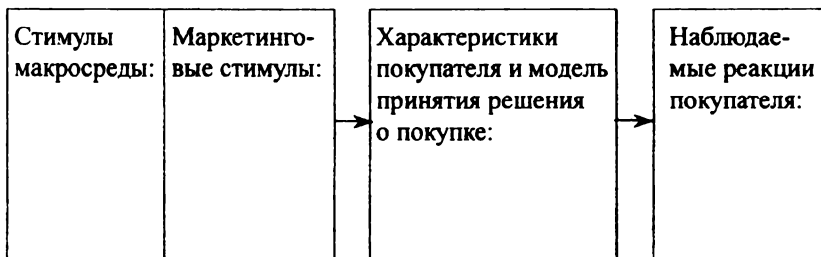 Стимулы
макросреды:
Маркетинго-
вые стимулы:
Характеристики
покупателя и модель
принятия решения
о покупке:
Наблюдае-
мые реакции
покупателя: